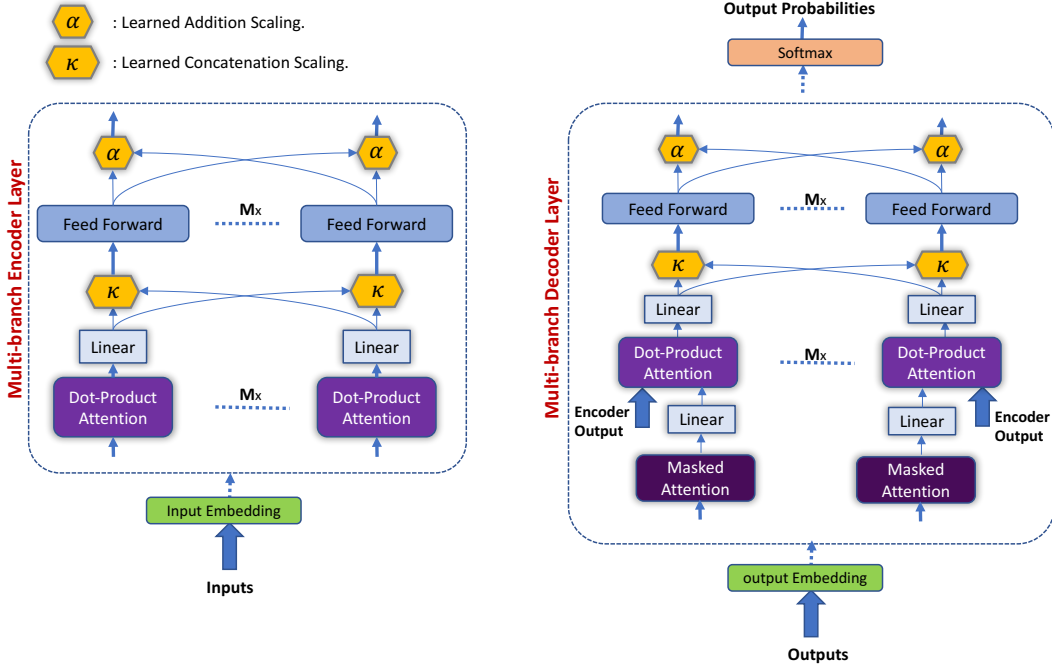 α : Learned Addition Scaling.
κ : Learned Concatenation Scaling.
Multi-branch Encoder Layer
α α
Feed Forward Mx Feed Forward
κ κ
Linear Linear
Dot-Product
Attention
Mx
Dot-Product
Attention
Input Embedding
Inputs
Output Probabilities
Softmax
Multi-branch Decoder Layer
α α
Feed Forward Mx Feed Forward
κ κ
Linear Linear
Dot-Product
Attention
Mx
Dot-Product
Attention
Encoder
Output
Linear Linear
Encoder
Output
Masked
Attention
Masked
Attention
output Embedding
Outputs